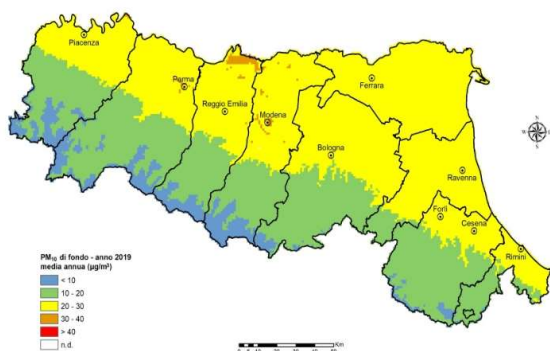 Piacenza
Parma
Reggio Emilia
Modena
Ferrara
Bologna
Ravenna
Forlì
Cesena
Rimini
PM₁₀ di fondo - anno 2019
media annua (µg/m³)
< 10
10 - 20
20 - 30
30 - 40
> 40
n.d.
Km